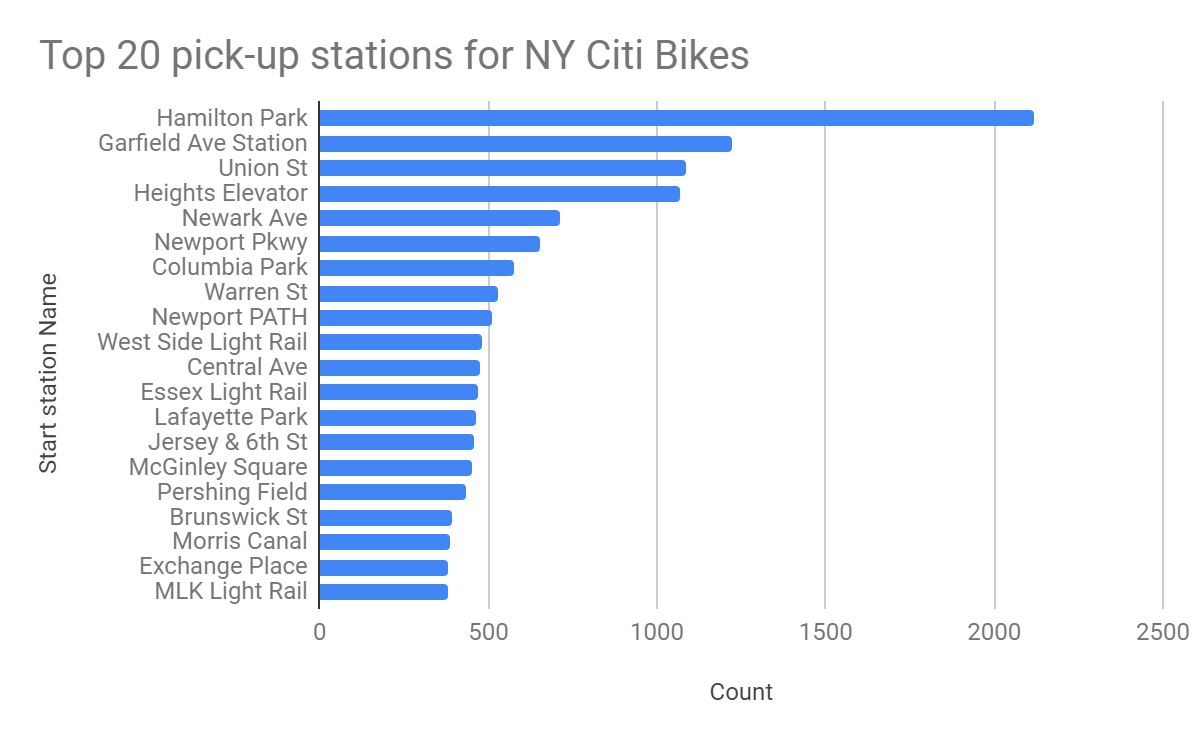 Top 20 pick-up stations for NY Citi Bikes
Start station Name
Hamilton Park
Garfield Ave Station
Union St
Heights Elevator
Newark Ave
Newport Pkwy
Columbia Park
Warren St
Newport PATH
West Side Light Rail
Central Ave
Essex Light Rail
Lafayette Park
Jersey & 6th St
McGinley Square
Pershing Field
Brunswick St
Morris Canal
Exchange Place
MLK Light Rail
0 500 1000 1500 2000 2500
Count